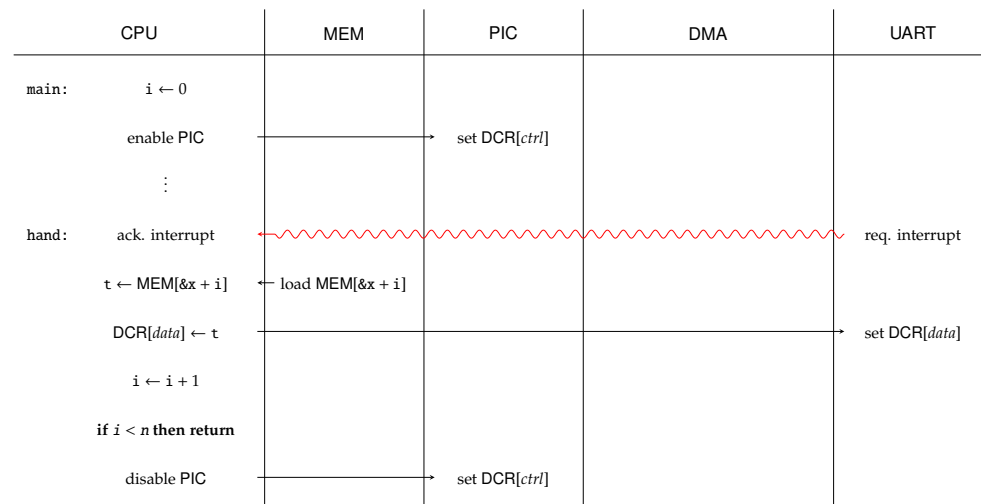 CPU MEM PIC DMA UART
main: i ← 0
enable PIC set DCR[ctrl]
⋮
hand: ack. interrupt req. interrupt
t ← MEM[&x + i] load MEM[&x + i]
DCR[data] ← t set DCR[data]
i ← i + 1
if i < n then return
disable PIC set DCR[ctrl]